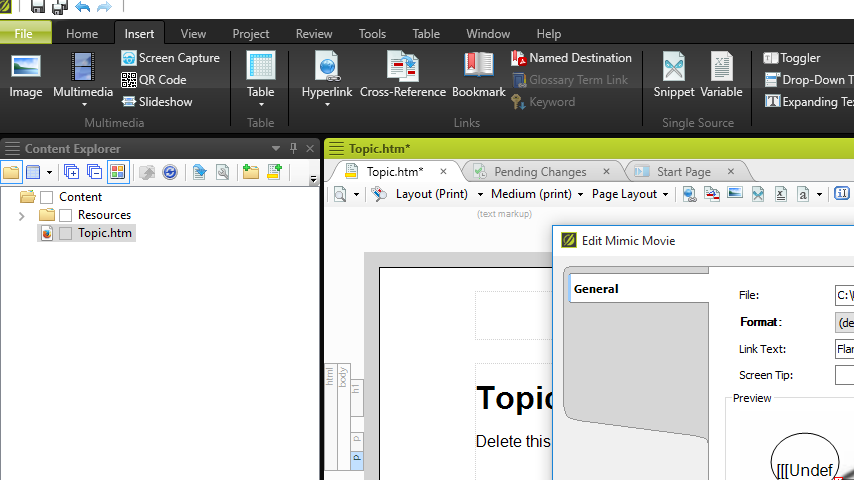 File Home Insert View Project Review Tools Table Window Help
Screen Capture
QR Code
Slideshow
Image Multimedia
Multimedia
Table
Table
Hyperlink Cross-Reference Bookmark
Named Destination
Glossary Term Link
Keyword
Links
Snippet Variable
Toggler
Drop-Down T
Expanding Tex
Single Source
Content Explorer
Content
Resources
Topic.htm
Topic.htm*
Topic.htm* Pending Changes Start Page
Layout (Print) Medium (print) Page Layout
(text markup)
html
body
h1
p
p
Topic
Delete this
Edit Mimic Movie
General
File: C:\
Format: (de
Link Text: Flar
Screen Tip:
Preview
[[[Undef